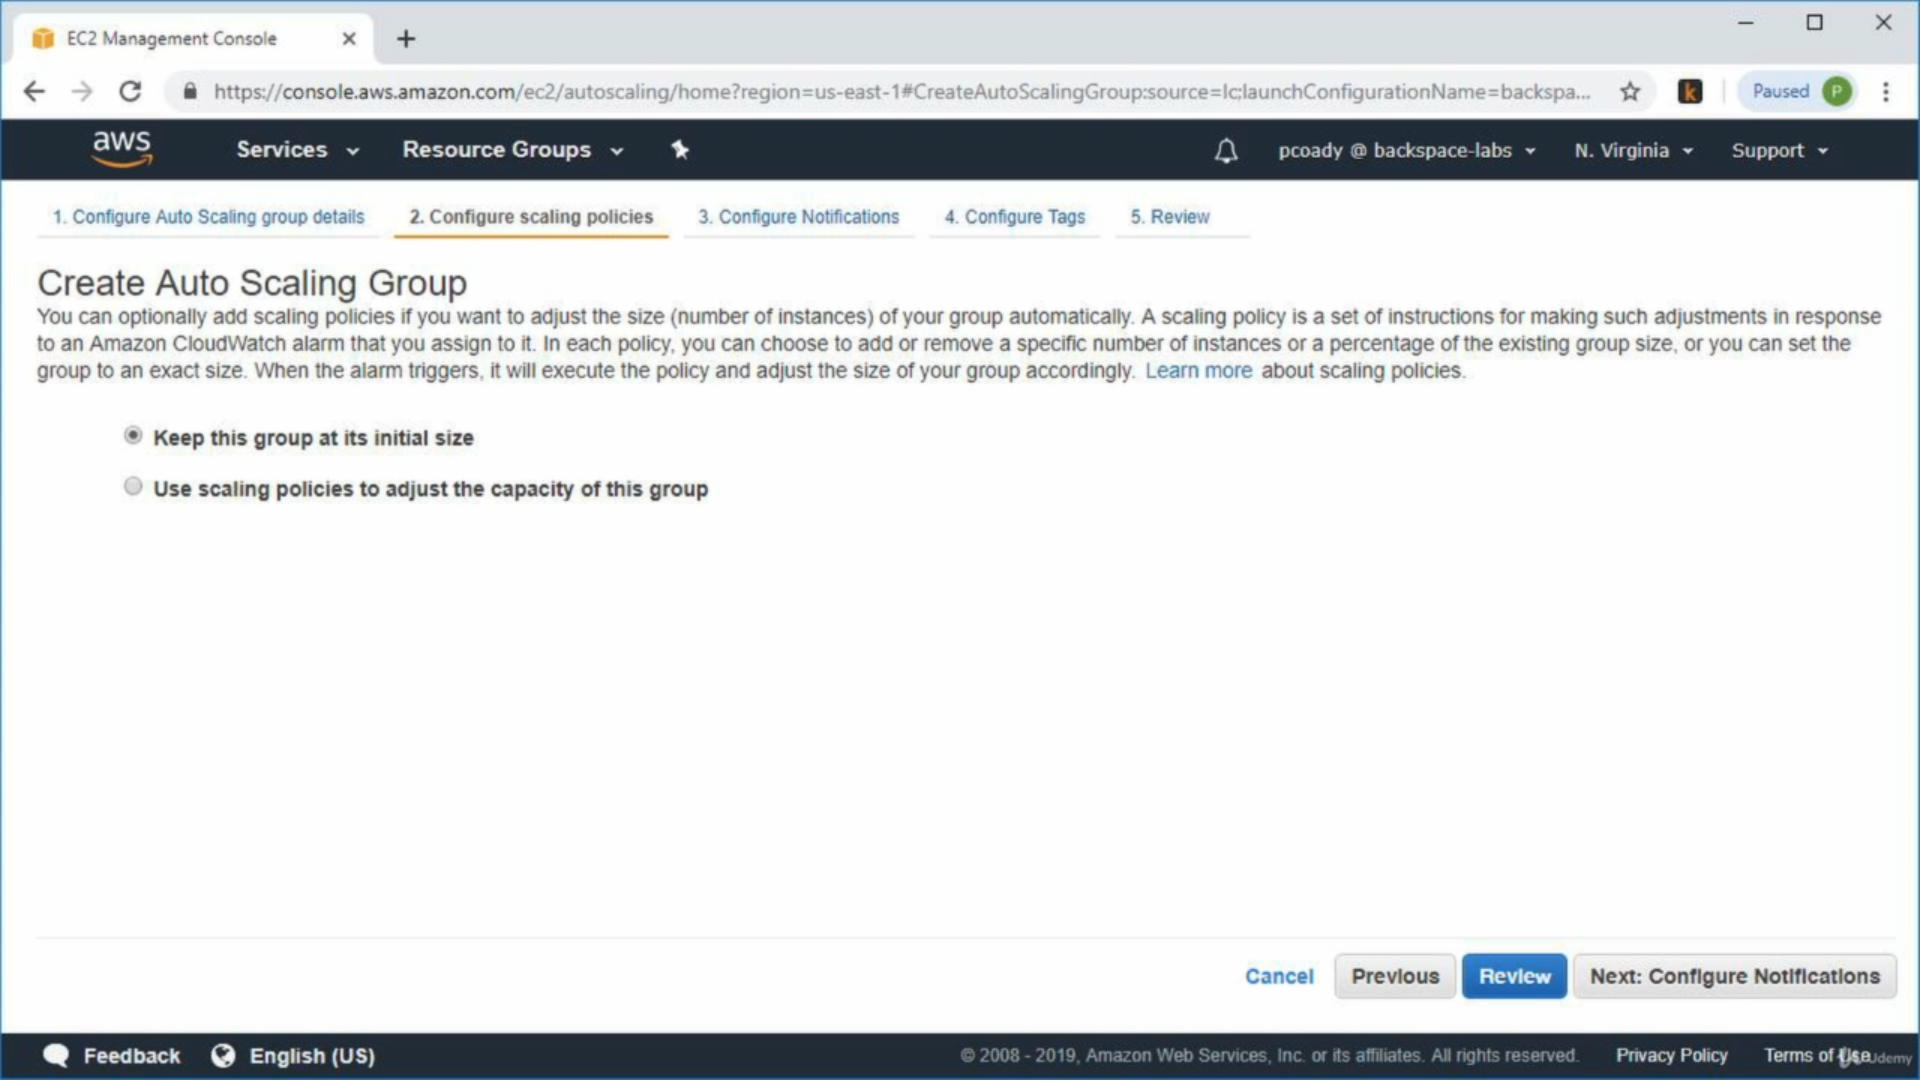 EC2 Management Console
https://console.aws.amazon.com/ec2/autoscaling/home?region=us-east-1#CreateAutoScalingGroup:source=lc;launchConfigurationName=backspa...
k
Paused P
aws Services Resource Groups pcoady @ backspace-labs N. Virginia Support
1. Configure Auto Scaling group details 2. Configure scaling policies 3. Configure Notifications 4. Configure Tags 5. Review
Create Auto Scaling Group
You can optionally add scaling policies if you want to adjust the size (number of instances) of your group automatically. A scaling policy is a set of instructions for making such adjustments in response
to an Amazon CloudWatch alarm that you assign to it. In each policy, you can choose to add or remove a specific number of instances or a percentage of the existing group size, or you can set the
group to an exact size. When the alarm triggers, it will execute the policy and adjust the size of your group accordingly. Learn more about scaling policies.
Keep this group at its initial size
Use scaling policies to adjust the capacity of this group
Cancel Previous Review Next: Configure Notifications
Feedback English (US) © 2008 - 2019, Amazon Web Services, Inc. or its affiliates. All rights reserved. Privacy Policy Terms of Use
Udemy